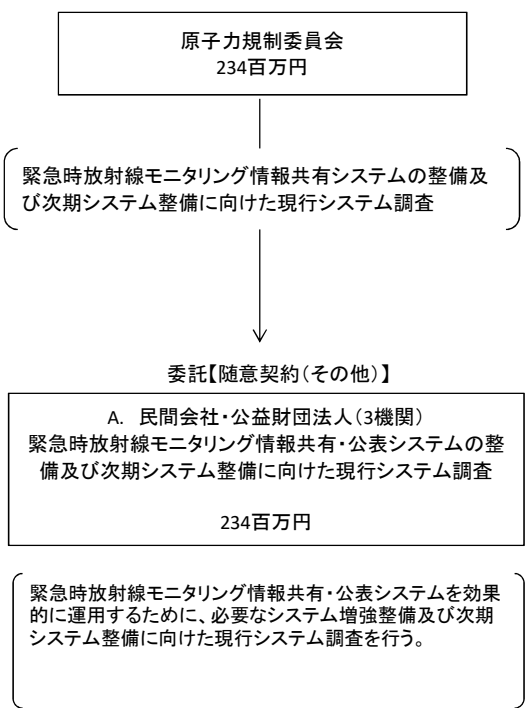 原子力規制委員会
234百万円
緊急時放射線モニタリング情報共有システムの整備及
び次期システム整備に向けた現行システム調査
委託【随意契約(その他)】
A. 民間会社・公益財団法人(3機関)
緊急時放射線モニタリング情報共有・公表システムの整
備及び次期システム整備に向けた現行システム調査
234百万円
緊急時放射線モニタリング情報共有・公表システムを効果
的に運用するために、必要なシステム増強整備及び次期
システム整備に向けた現行システム調査を行う。